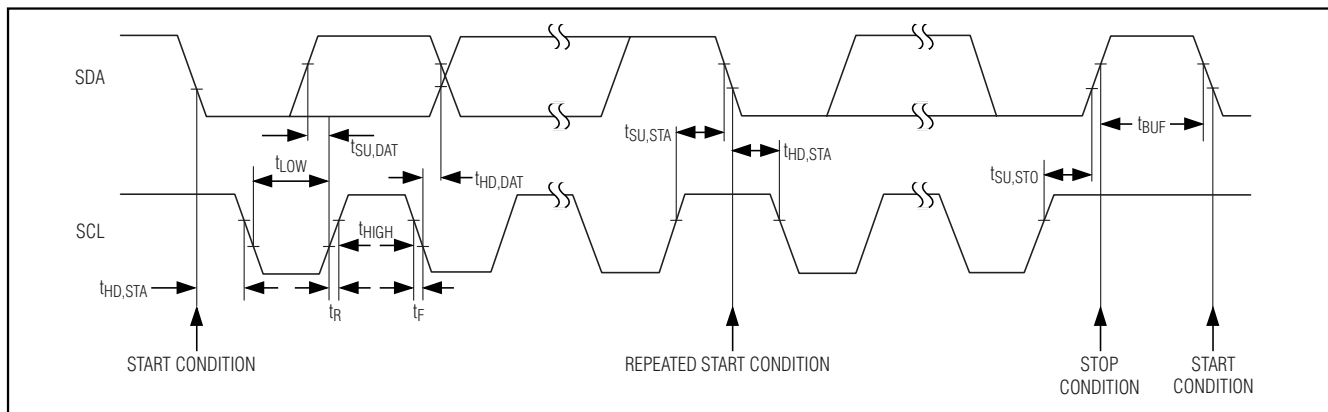 SDA
tSU,DAT
tLOW
tHD,DAT
tSU,STA
tHD,STA
tBUF
tSU,STO
SCL
tHIGH
tHD,STA
tR
tF
START CONDITION
REPEATED START CONDITION
STOP
CONDITION
START
CONDITION